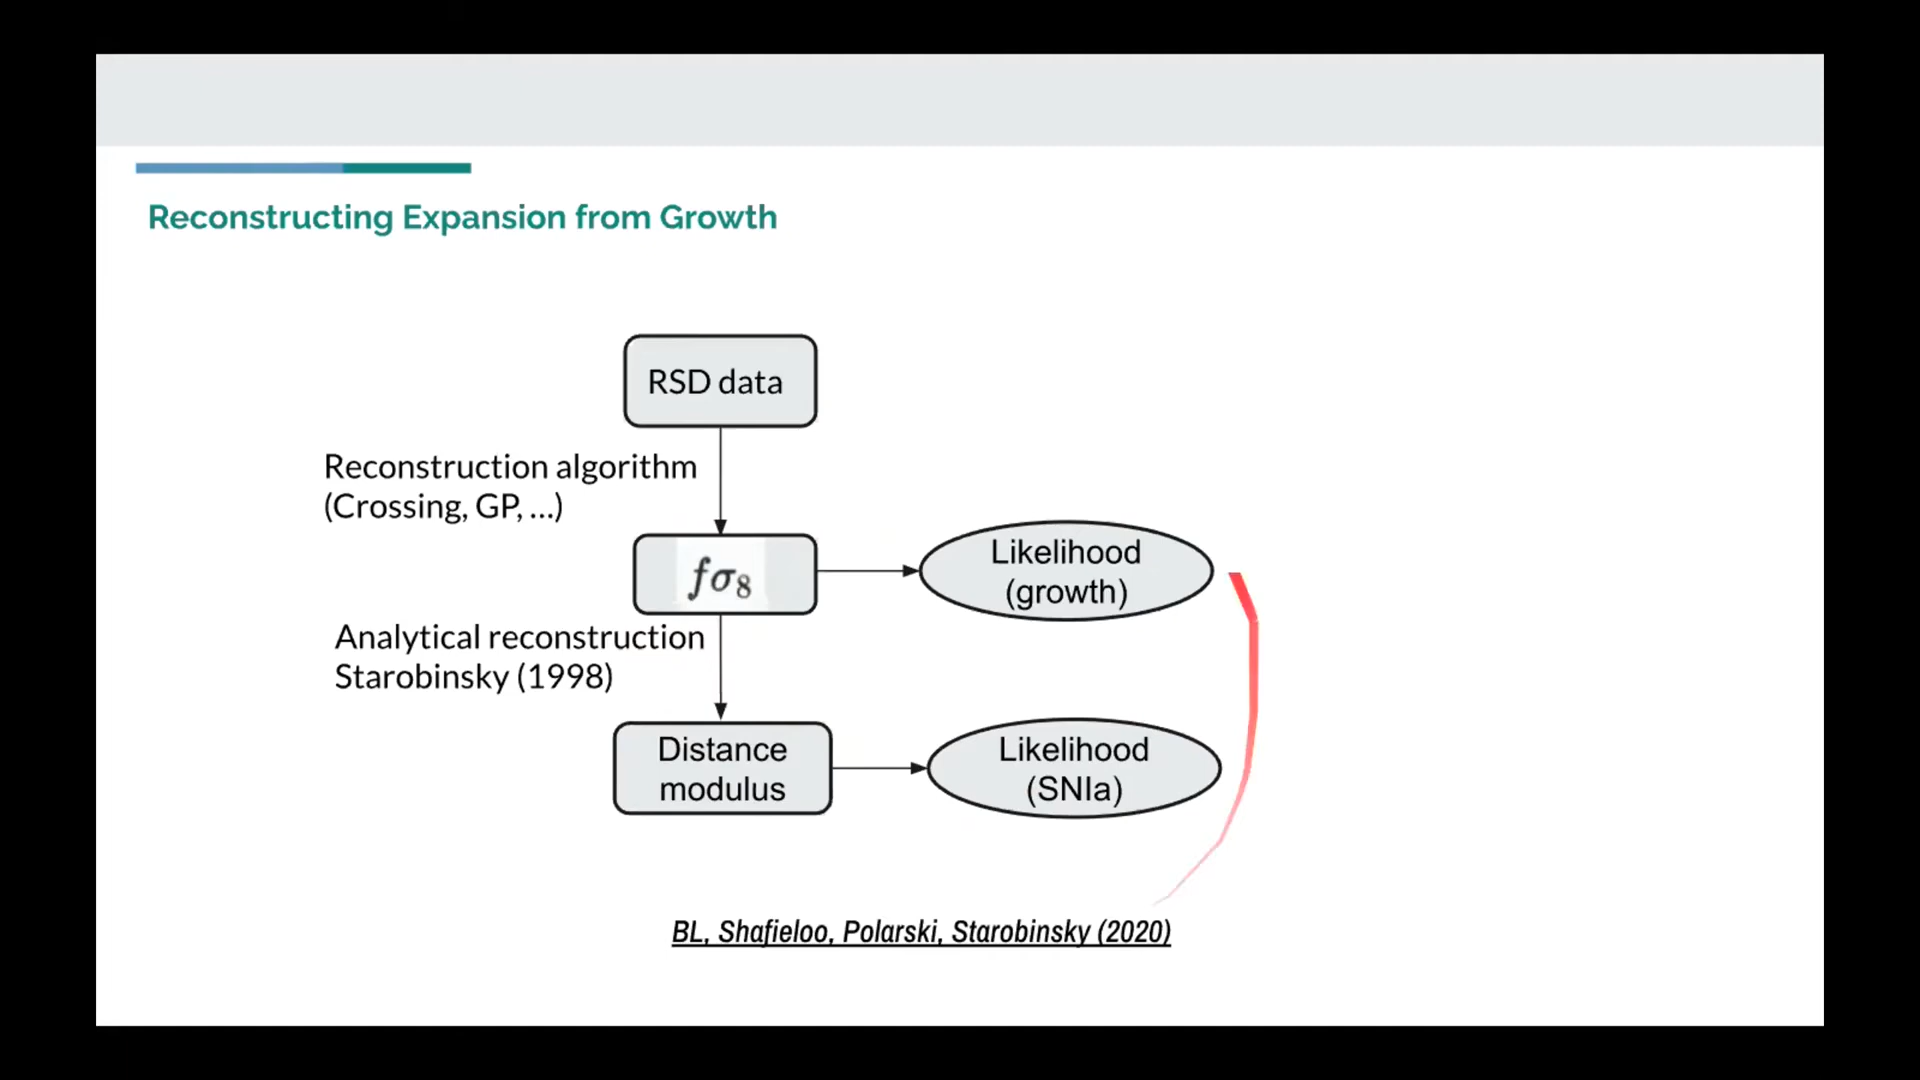 Reconstructing Expansion from Growth
RSD data
Reconstruction algorithm
(Crossing, GP, ...)
fσ₈
Likelihood
(growth)
Analytical reconstruction
Starobinsky (1998)
Distance
modulus
Likelihood
(SNIa)
BL, Shafieloo, Polarski, Starobinsky (2020)